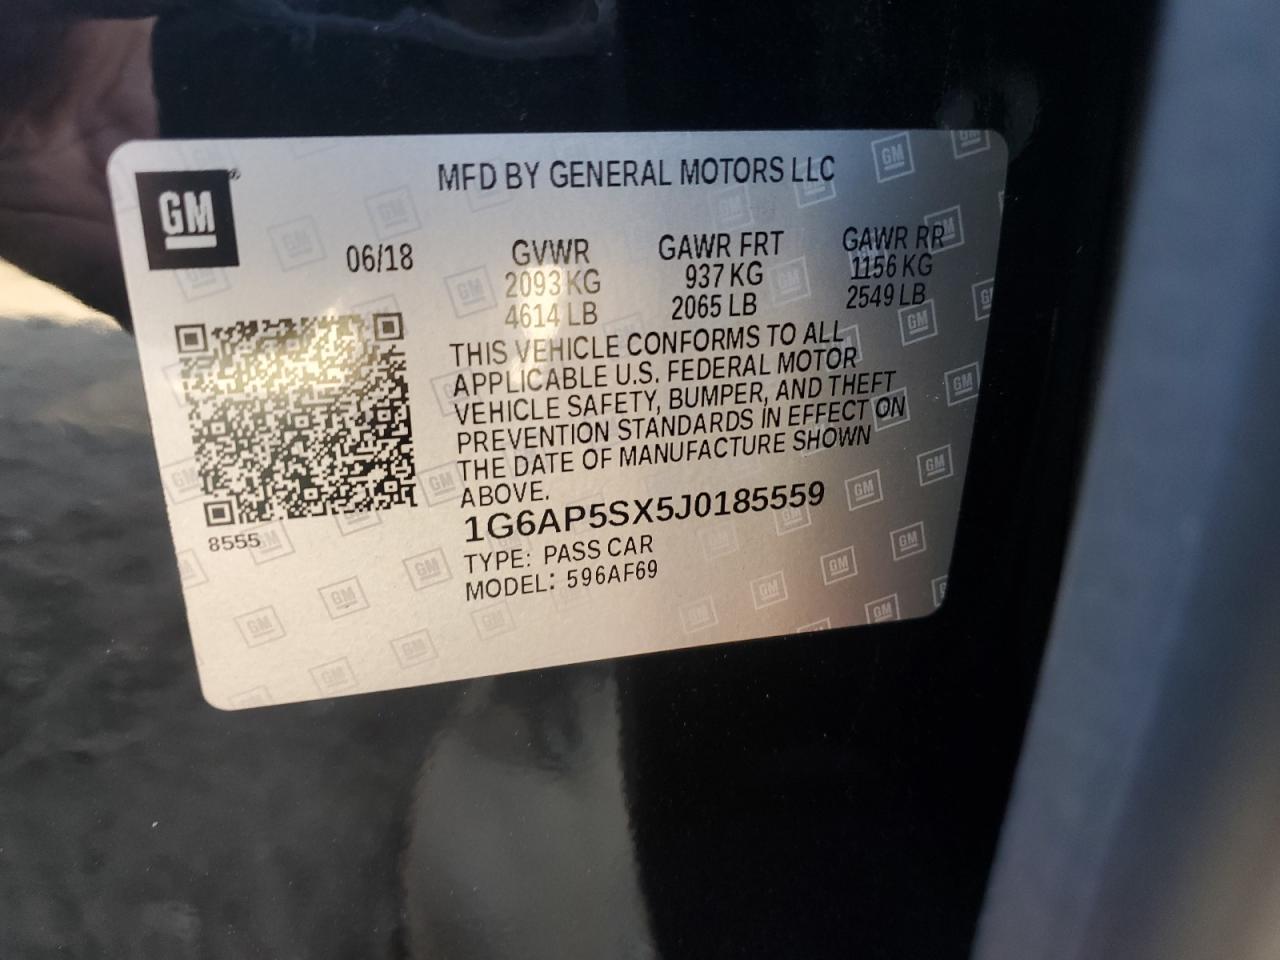 GM
MFD BY GENERAL MOTORS LLC
06/18
GVWR
2093 KG
4614 LB
GAWR FRT
937 KG
2065 LB
GAWR RR
1156 KG
2549 LB
THIS VEHICLE CONFORMS TO ALL
APPLICABLE U.S. FEDERAL MOTOR
VEHICLE SAFETY, BUMPER, AND THEFT
PREVENTION STANDARDS IN EFFECT ON
THE DATE OF MANUFACTURE SHOWN
ABOVE.
1G6AP5SX5J0185559
TYPE: PASS CAR
MODEL: 596AF69
8555